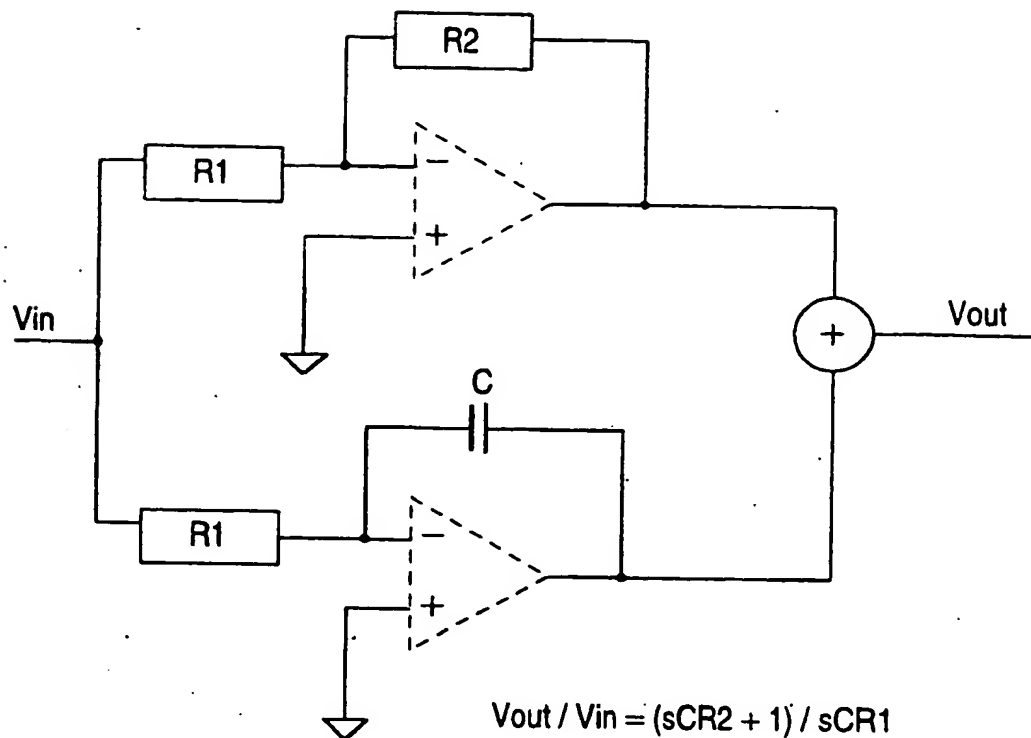 R2
R1
−
+
Vin
+
Vout
C
R1
−
+
Vout / Vin = (sCR2 + 1) / sCR1